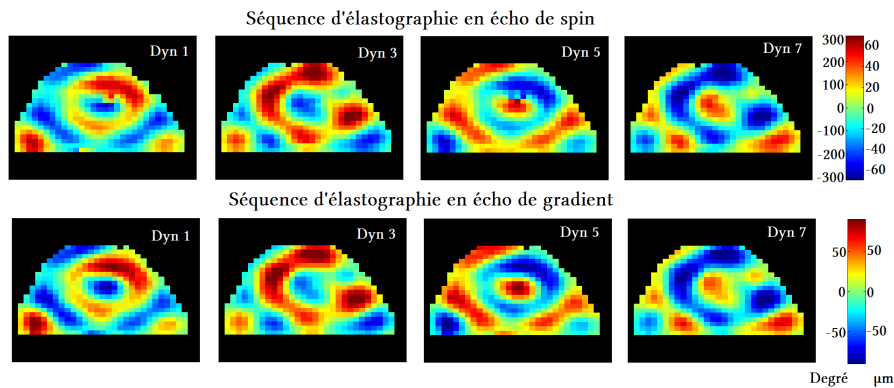 Séquence d'élastographie en écho de spin
Dyn 1
Dyn 3
Dyn 5
Dyn 7
300
200
100
0
-100
-200
-300
60
40
20
0
-20
-40
-60
Séquence d'élastographie en écho de gradient
Dyn 1
Dyn 3
Dyn 5
Dyn 7
50
0
-50
50
0
-50
Degré µm